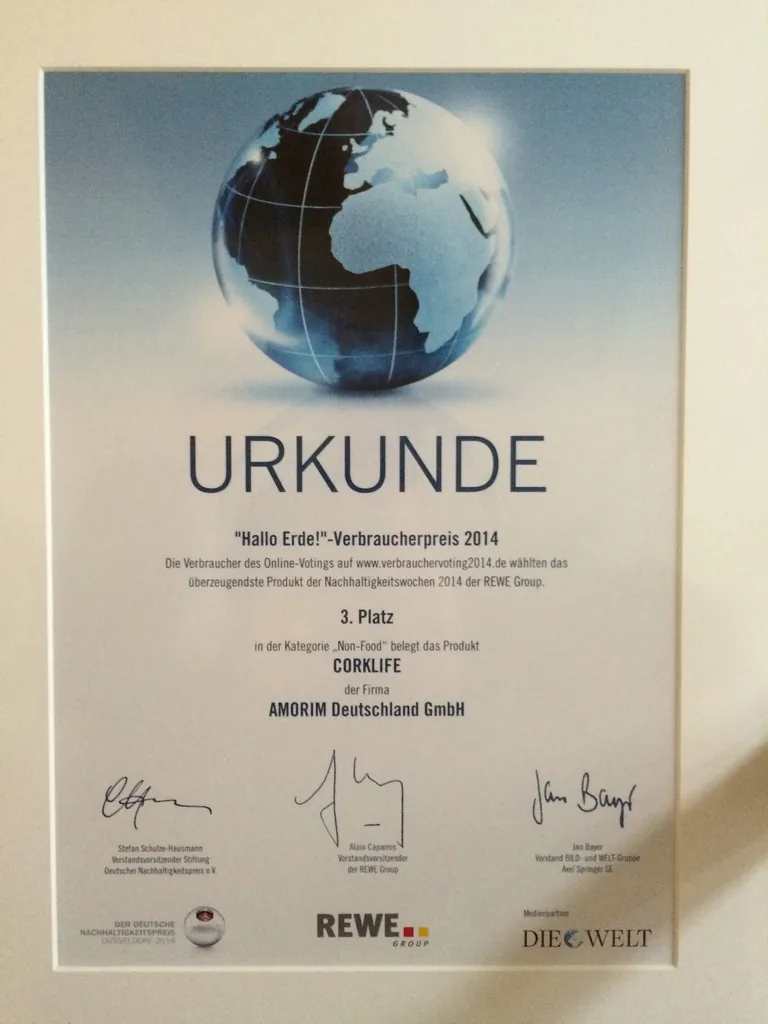 URKUNDE
"Hallo Erde!"-Verbraucherpreis 2014
Die Verbraucher des Online-Votings auf www.verbrauchervoting2014.de wählten das
überzeugendste Produkt der Nachhaltigkeitswochen 2014 der REWE Group.
3. Platz
in der Kategorie „Non-Food" belegt das Produkt
CORKLIFE
der Firma
AMORIM Deutschland GmbH
Jan Bayer
Stefan Schulze-Hausmann
Vorstandsvorsitzender Stiftung
Deutscher Nachhaltigkeitspreis e.V.
Alain Caparros
Vorstandsvorsitzender
der REWE Group
Jan Bayer
Vorstand BILD- und WELT-Gruppe
Axel Springer SE
DER DEUTSCHE
NACHHALTIGKEITSPREIS
DÜSSELDORF 2014
REWE
GROUP
Medienpartner
DIE WELT